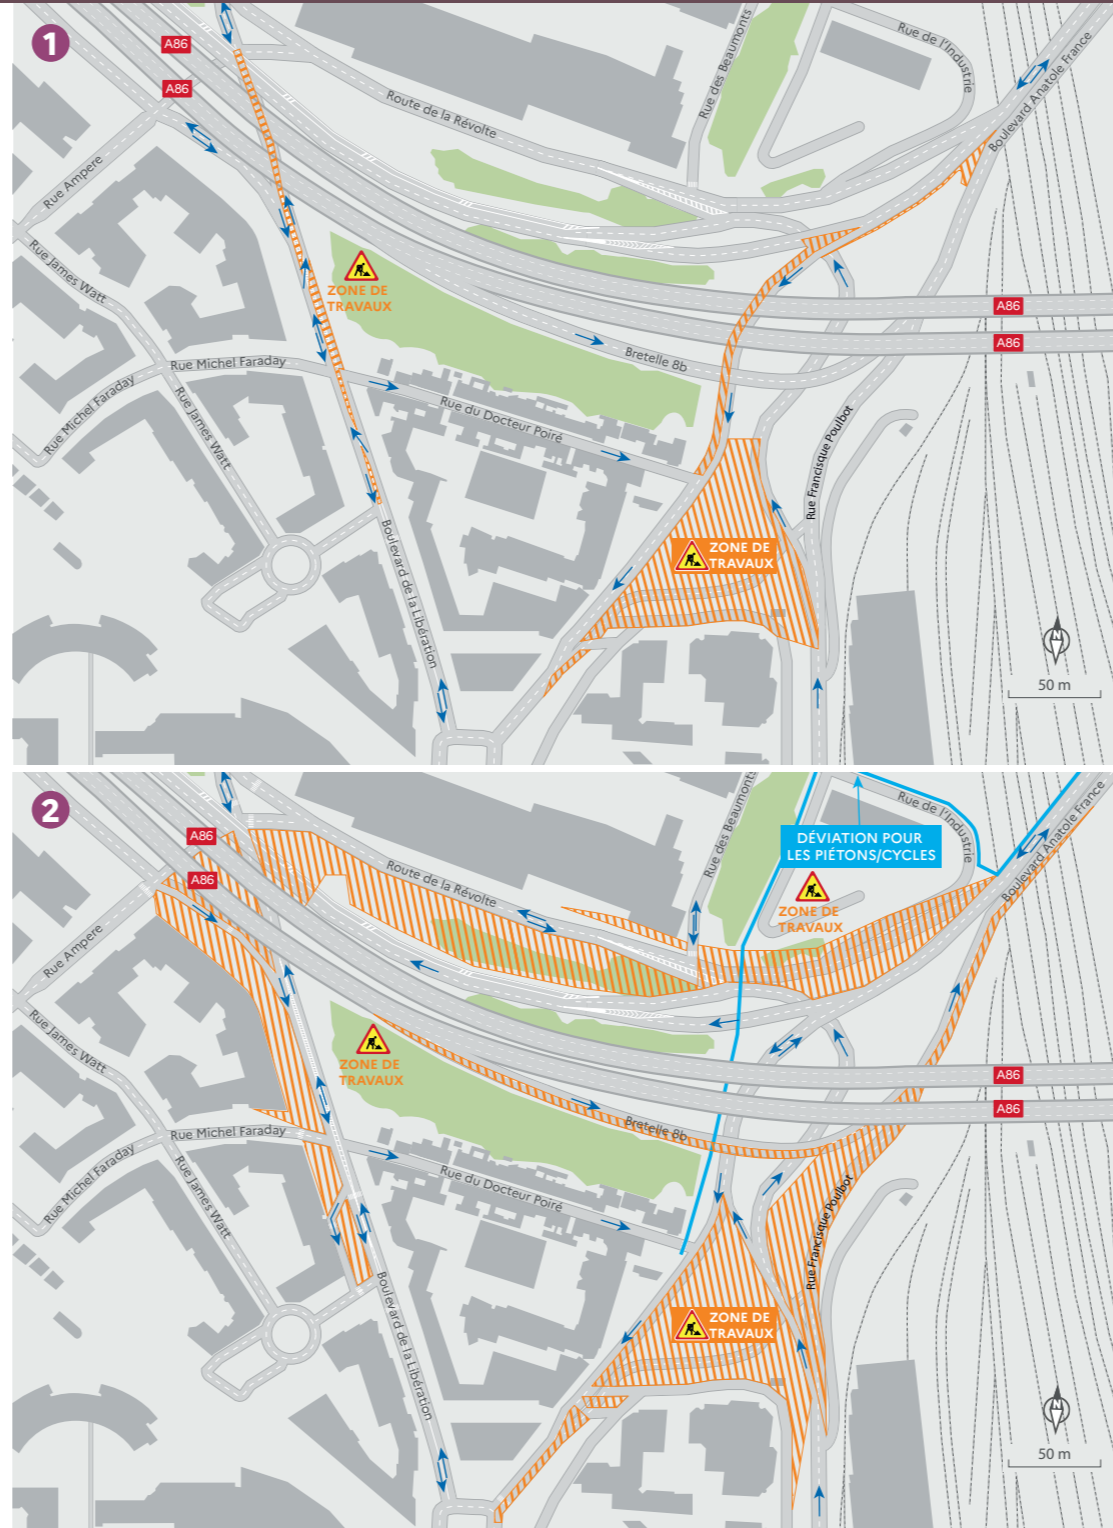 1
A86
A86
Rue de l'Industrie
Rue des Beaumonts
Boulevard Anatole France
Route de la Révolte
Rue Ampere
Rue James Watt
ZONE DE
TRAVAUX
A86
A86
Bretelle 8b
Rue Michel Faraday
Rue Michel Faraday
Rue James Watt
Rue du Docteur Poiré
Rue Francisque Poulbot
ZONE DE
TRAVAUX
Boulevard de la Libération
N
50 m
2
A86
A86
Rue de l'Industrie
Rue des Beaumonts
Boulevard Anatole France
DÉVIATION POUR
LES PIÉTONS/CYCLES
Route de la Révolte
ZONE DE
TRAVAUX
Rue Ampere
Rue James Watt
ZONE DE
TRAVAUX
A86
A86
Bretelle 8b
Rue Michel Faraday
Rue Michel Faraday
Rue James Watt
Rue du Docteur Poiré
Rue Francisque Poulbot
ZONE DE
TRAVAUX
Boulevard de la Libération
N
50 m